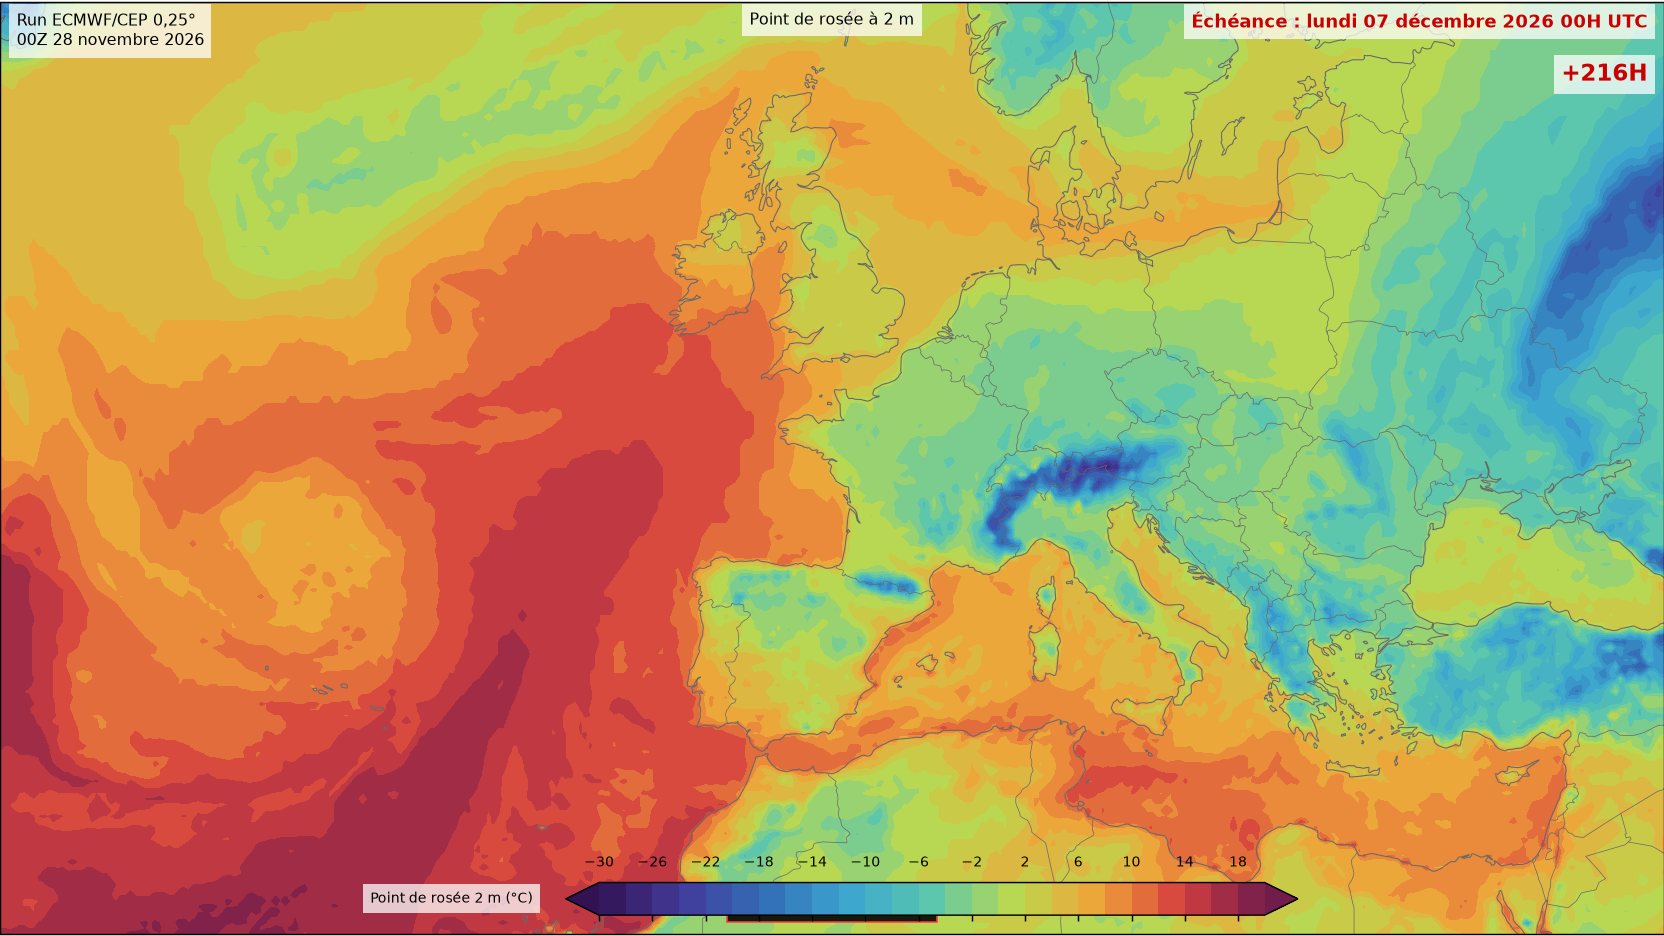 Run ECMWF/CEP 0,25°
00Z 28 novembre 2026
Point de rosée à 2 m
Échéance : lundi 07 décembre 2026 00H UTC
+216H
−30 −26 −22 −18 −14 −10 −6 −2 2 6 10 14 18
Point de rosée 2 m (°C)